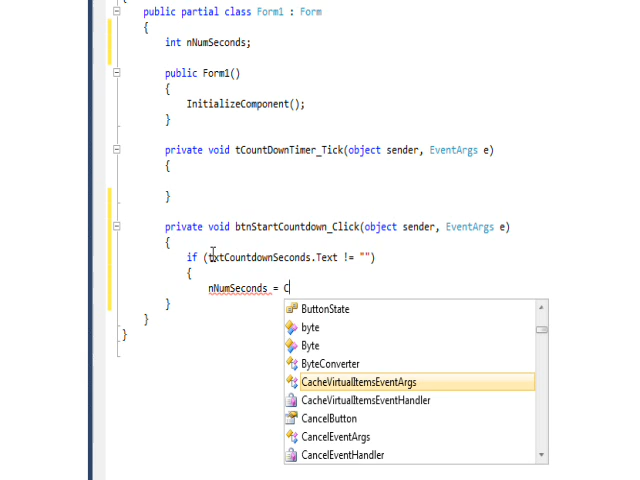 {
public partial class Form1 : Form
{
int nNumSeconds;
public Form1()
{
InitializeComponent();
}
private void tCountDownTimer_Tick(object sender, EventArgs e)
{
}
private void btnStartCountdown_Click(object sender, EventArgs e)
{
if (txtCountdownSeconds.Text != "")
{
nNumSeconds = C
}
}
}
ButtonState
byte
Byte
ByteConverter
CacheVirtualItemsEventArgs
CacheVirtualItemsEventHandler
CancelButton
CancelEventArgs
CancelEventHandler